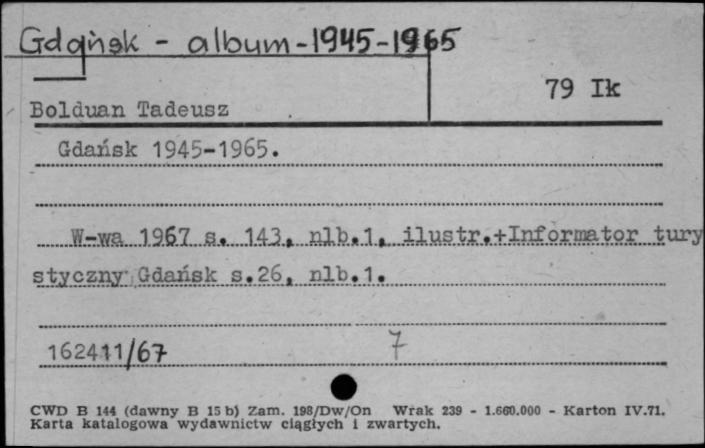 Gdańsk - album - 1945-1965
79 Ik
Bolduan Tadeusz
Gdańsk 1945-1965.
W-wa 1967 s. 143, nlb.1, ilustr.+Informator tury
styczny Gdańsk s.26, nlb.1.
162411/67 7
CWD B 144 (dawny B 15 b) Zam. 198/Dw/On Wrak 239 - 1.660.000 - Karton IV.71.
Karta katalogowa wydawnictw ciągłych i zwartych.